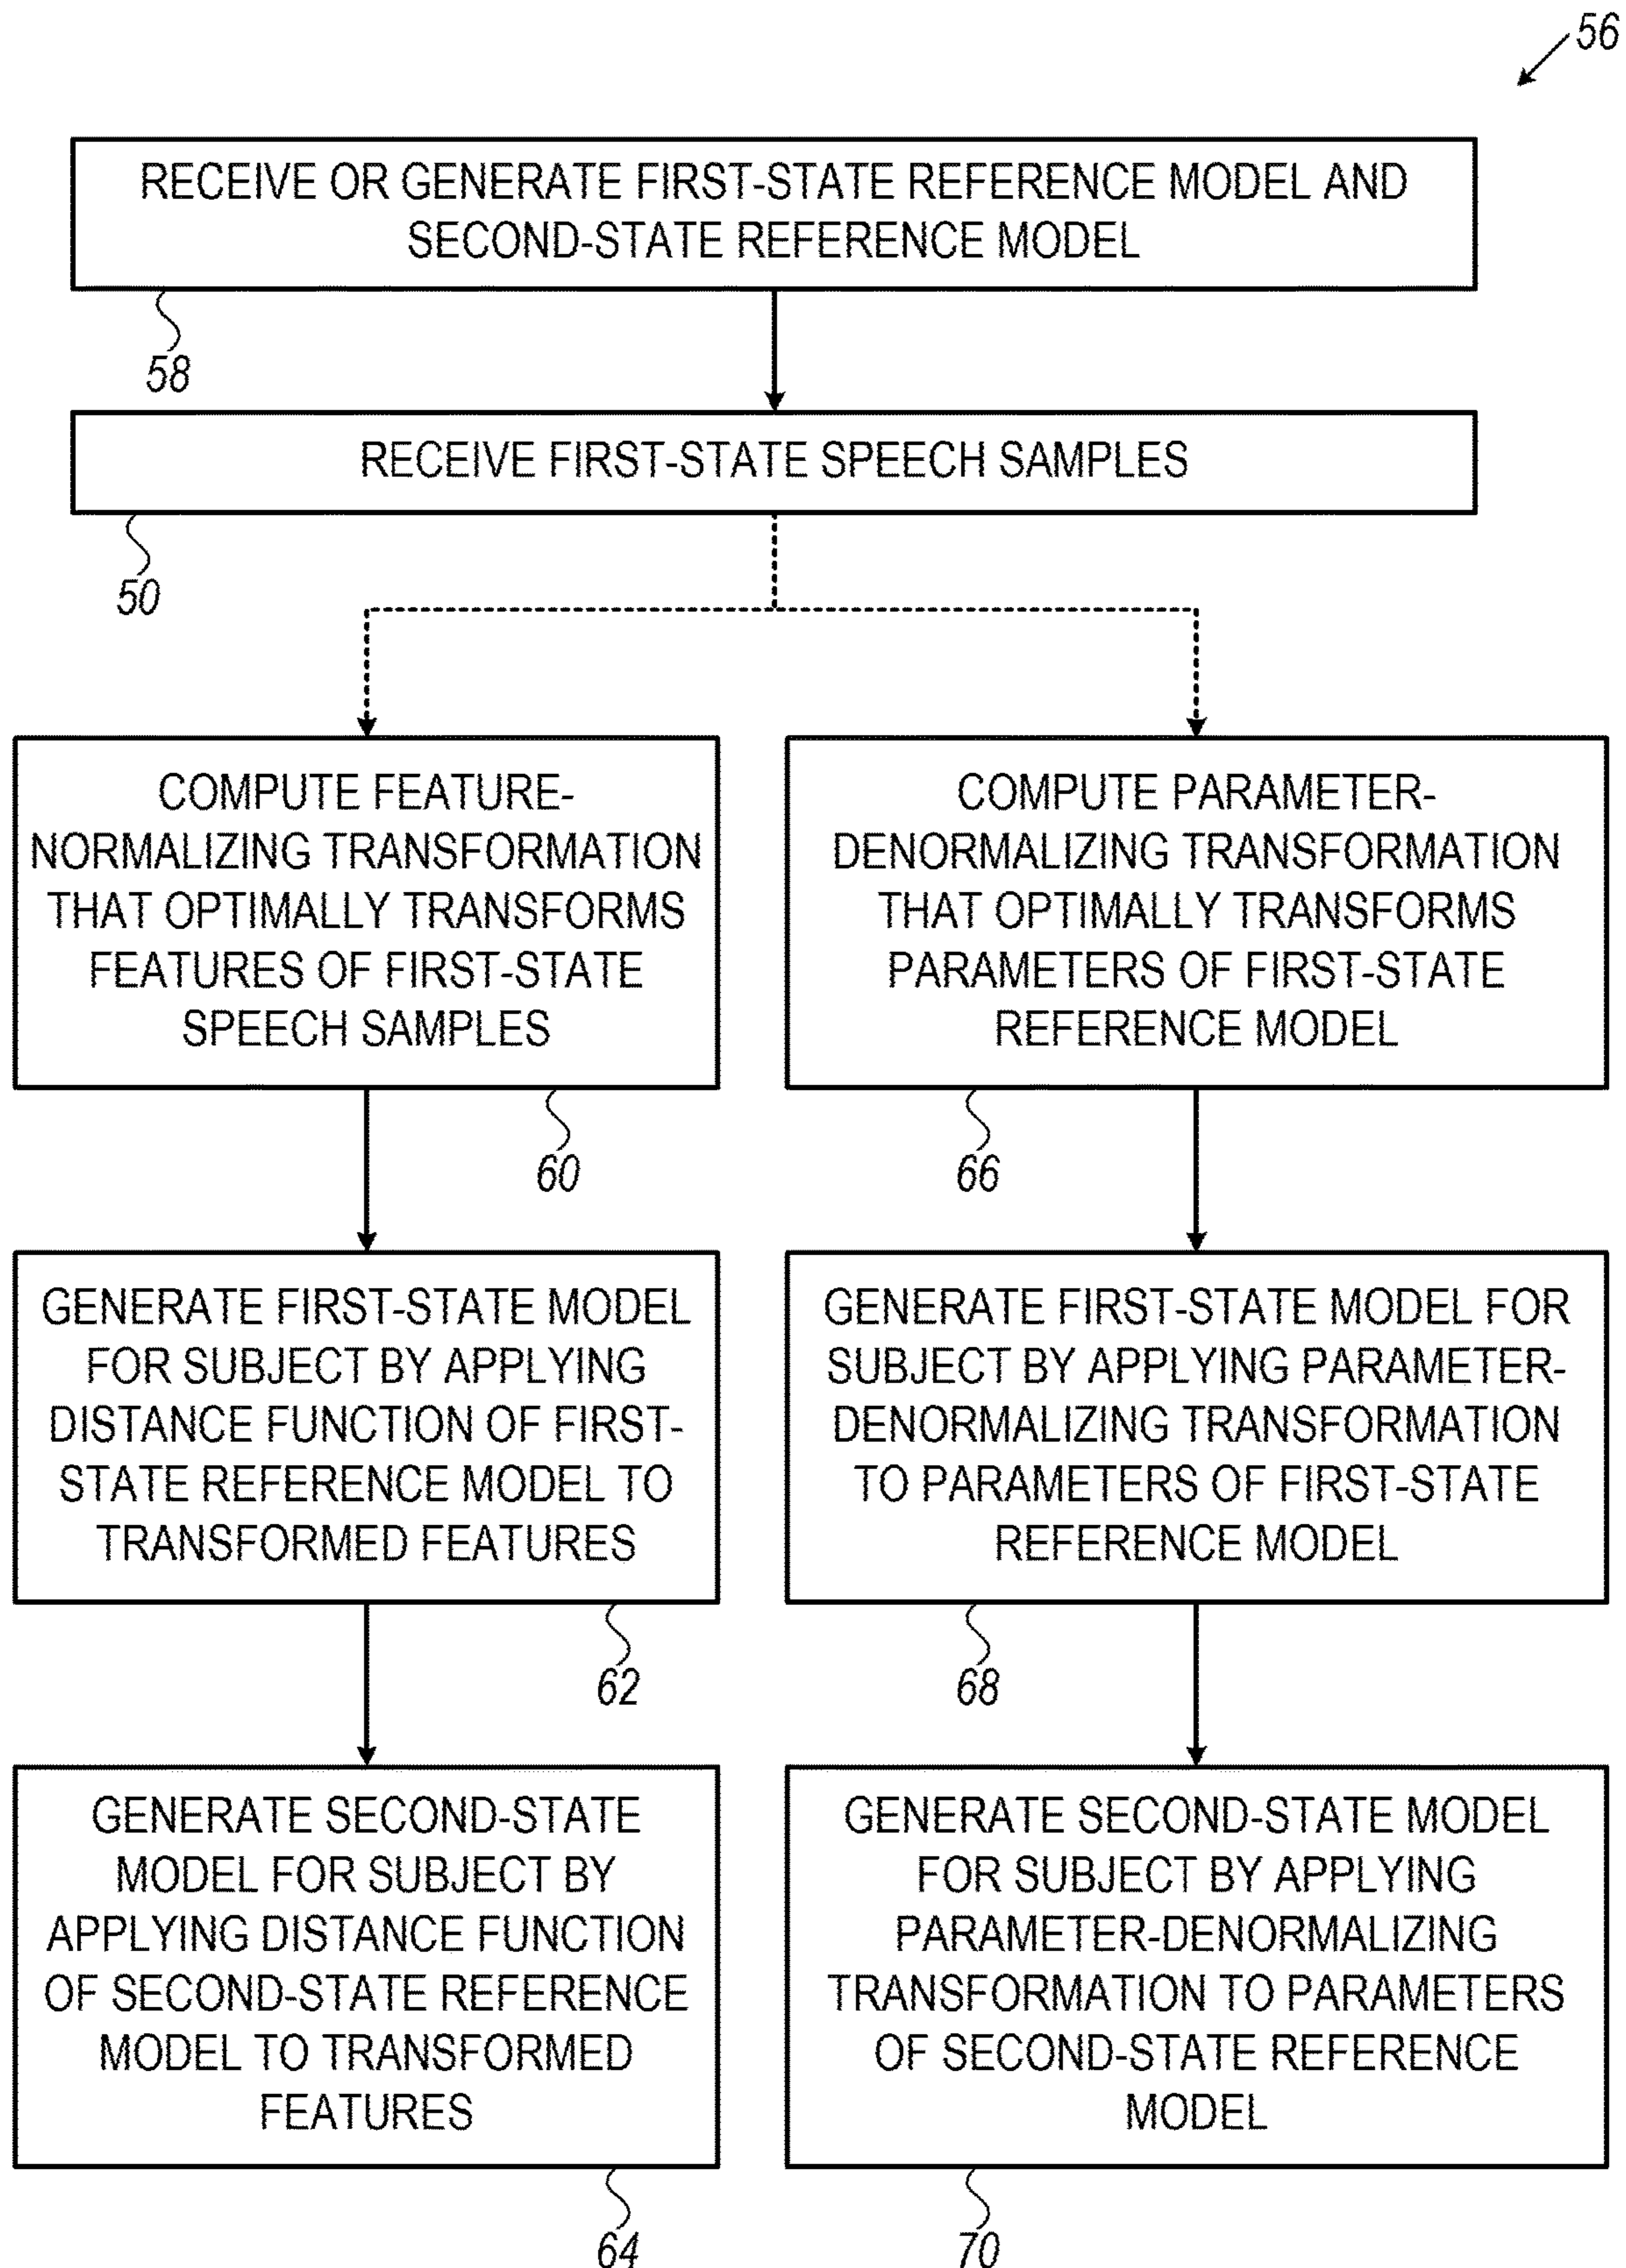 56
RECEIVE OR GENERATE FIRST-STATE REFERENCE MODEL AND
SECOND-STATE REFERENCE MODEL
58
RECEIVE FIRST-STATE SPEECH SAMPLES
50
COMPUTE FEATURE-
NORMALIZING TRANSFORMATION
THAT OPTIMALLY TRANSFORMS
FEATURES OF FIRST-STATE
SPEECH SAMPLES
60
GENERATE FIRST-STATE MODEL
FOR SUBJECT BY APPLYING
DISTANCE FUNCTION OF FIRST-
STATE REFERENCE MODEL TO
TRANSFORMED FEATURES
62
GENERATE SECOND-STATE
MODEL FOR SUBJECT BY
APPLYING DISTANCE FUNCTION
OF SECOND-STATE REFERENCE
MODEL TO TRANSFORMED
FEATURES
64
COMPUTE PARAMETER-
DENORMALIZING TRANSFORMATION
THAT OPTIMALLY TRANSFORMS
PARAMETERS OF FIRST-STATE
REFERENCE MODEL
66
GENERATE FIRST-STATE MODEL FOR
SUBJECT BY APPLYING PARAMETER-
DENORMALIZING TRANSFORMATION
TO PARAMETERS OF FIRST-STATE
REFERENCE MODEL
68
GENERATE SECOND-STATE MODEL
FOR SUBJECT BY APPLYING
PARAMETER-DENORMALIZING
TRANSFORMATION TO PARAMETERS
OF SECOND-STATE REFERENCE
MODEL
70